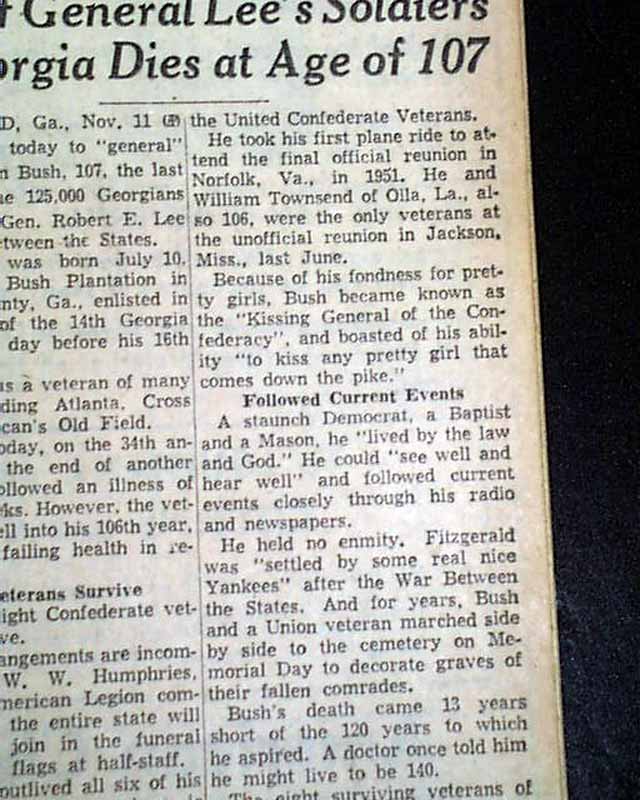 General Lee's Soldiers
Dies at Age of 107
D, Ga., Nov. 11 (AP)
today to "general"
Bush, 107, the last
125,000 Georgians
Gen. Robert E. Lee
the States.
was born July 10,
Bush Plantation in
Ga., enlisted in
of the 14th Georgia
day before his 16th
a veteran of many
Atlanta, Cross
Old Field.
on the 34th an-
the end of another
an illness of
However, the vet-
into his 106th year,
failing health in re-
Survive
Confederate vet-
are incom-
W. W. Humphries,
Legion com-
the entire state will
join in the funeral
flags at half-staff.
outlived all six of his
the United Confederate Veterans.
He took his first plane ride to at-
tend the final official reunion in
Norfolk, Va., in 1951. He and
William Townsend of Olla, La., al-
so 106, were the only veterans at
the unofficial reunion in Jackson,
Miss., last June.
Because of his fondness for pret-
ty girls, Bush became known as
the "Kissing General of the Con-
federacy", and boasted of his abil-
ity "to kiss any pretty girl that
comes down the pike."
Followed Current Events
A staunch Democrat, a Baptist
and a Mason, he "lived by the law
and God." He could "see well and
hear well" and followed current
events closely through his radio
and newspapers.
He held no enmity. Fitzgerald
was "settled by some real nice
Yankees" after the War Between
the States. And for years, Bush
and a Union veteran marched side
by side to the cemetery on Me-
morial Day to decorate graves of
their fallen comrades.
Bush's death came 13 years
short of the 120 years to which
he aspired. A doctor once told him
he might live to be 140.
The eight surviving veterans of